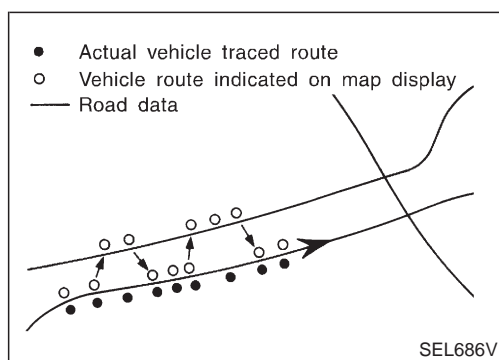 Actual vehicle traced route
Vehicle route indicated on map display
Road data
SEL686V